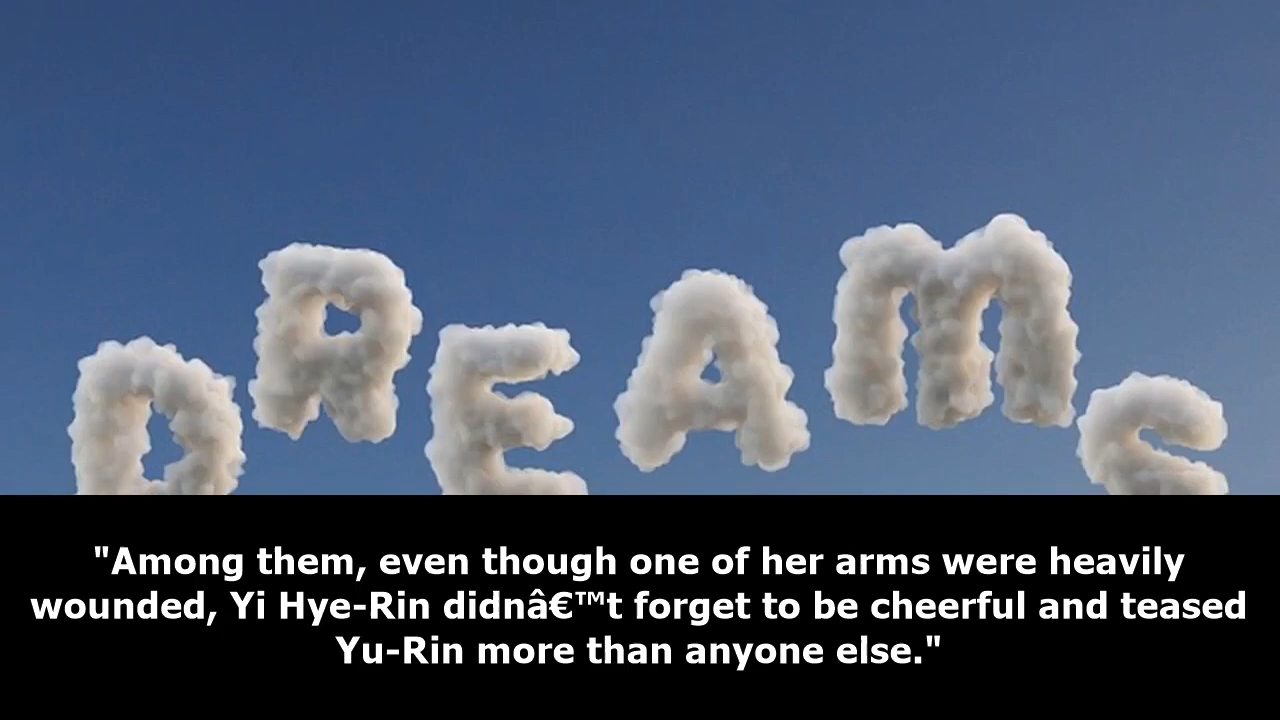 DREAMS
"Among them, even though one of her arms were heavily
wounded, Yi Hye-Rin didnâ€™t forget to be cheerful and teased
Yu-Rin more than anyone else."